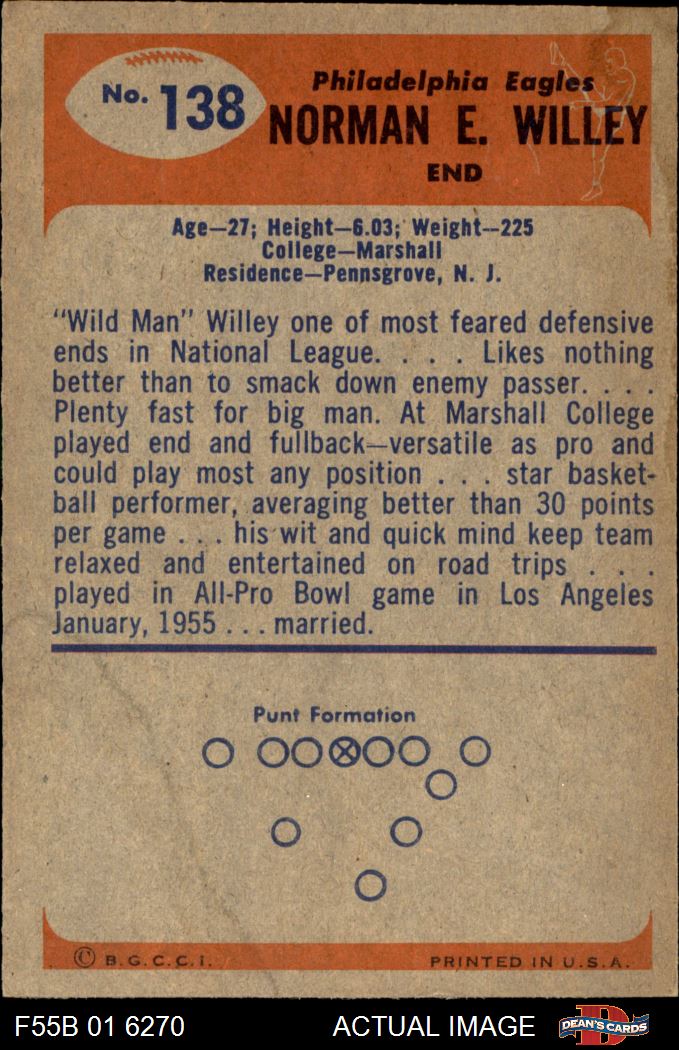 No. 138
Philadelphia Eagles
NORMAN E. WILLEY
END
Age—27; Height—6.03; Weight—225
College—Marshall
Residence—Pennsgrove, N. J.
"Wild Man" Willey one of most feared defensive
ends in National League. . . . Likes nothing
better than to smack down enemy passer. . . .
Plenty fast for big man. At Marshall College
played end and fullback—versatile as pro and
could play most any position . . . star basket-
ball performer, averaging better than 30 points
per game . . . his wit and quick mind keep team
relaxed and entertained on road trips . . .
played in All-Pro Bowl game in Los Angeles
January, 1955 . . . married.
Punt Formation
© B.G.C.C.I. PRINTED IN U.S.A.
F55B 01 6270 ACTUAL IMAGE D DEAN'S CARDS